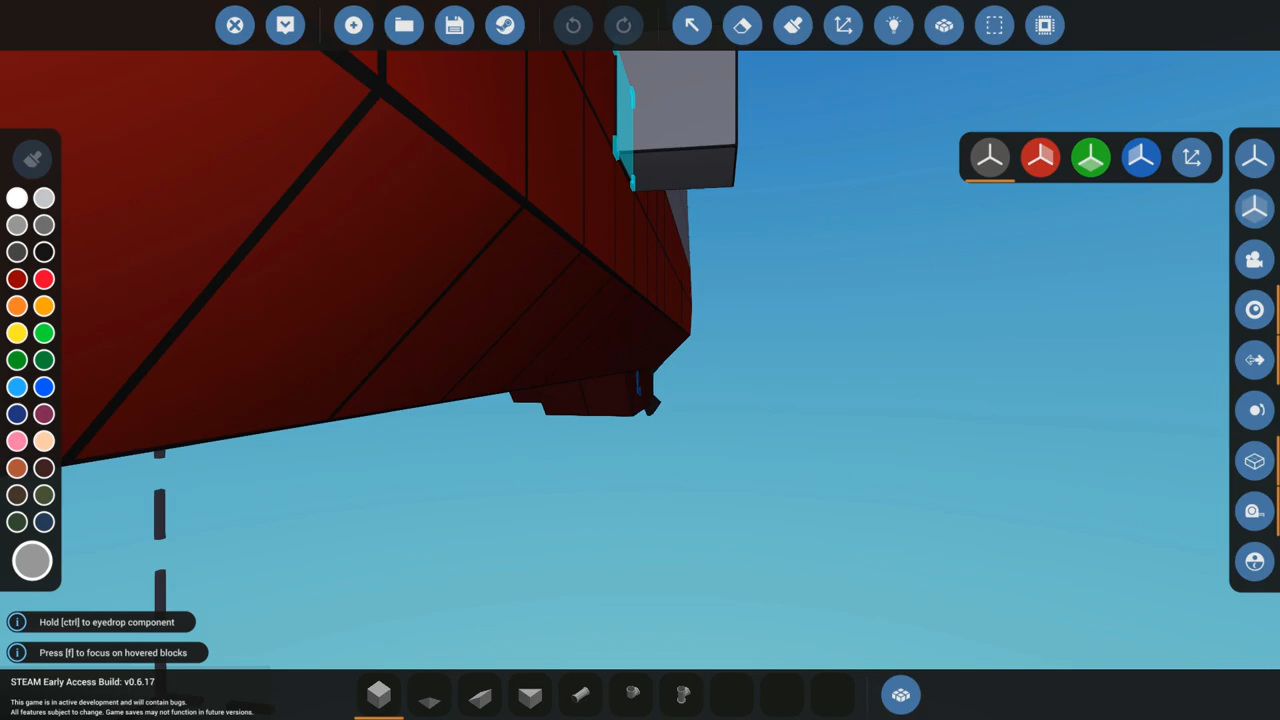 Hold [ctrl] to eyedrop component
Press [f] to focus on hovered blocks
STEAM Early Access Build: v0.6.17
This game is in active development and will contain bugs.
All features subject to change. Game saves may not function in future versions.